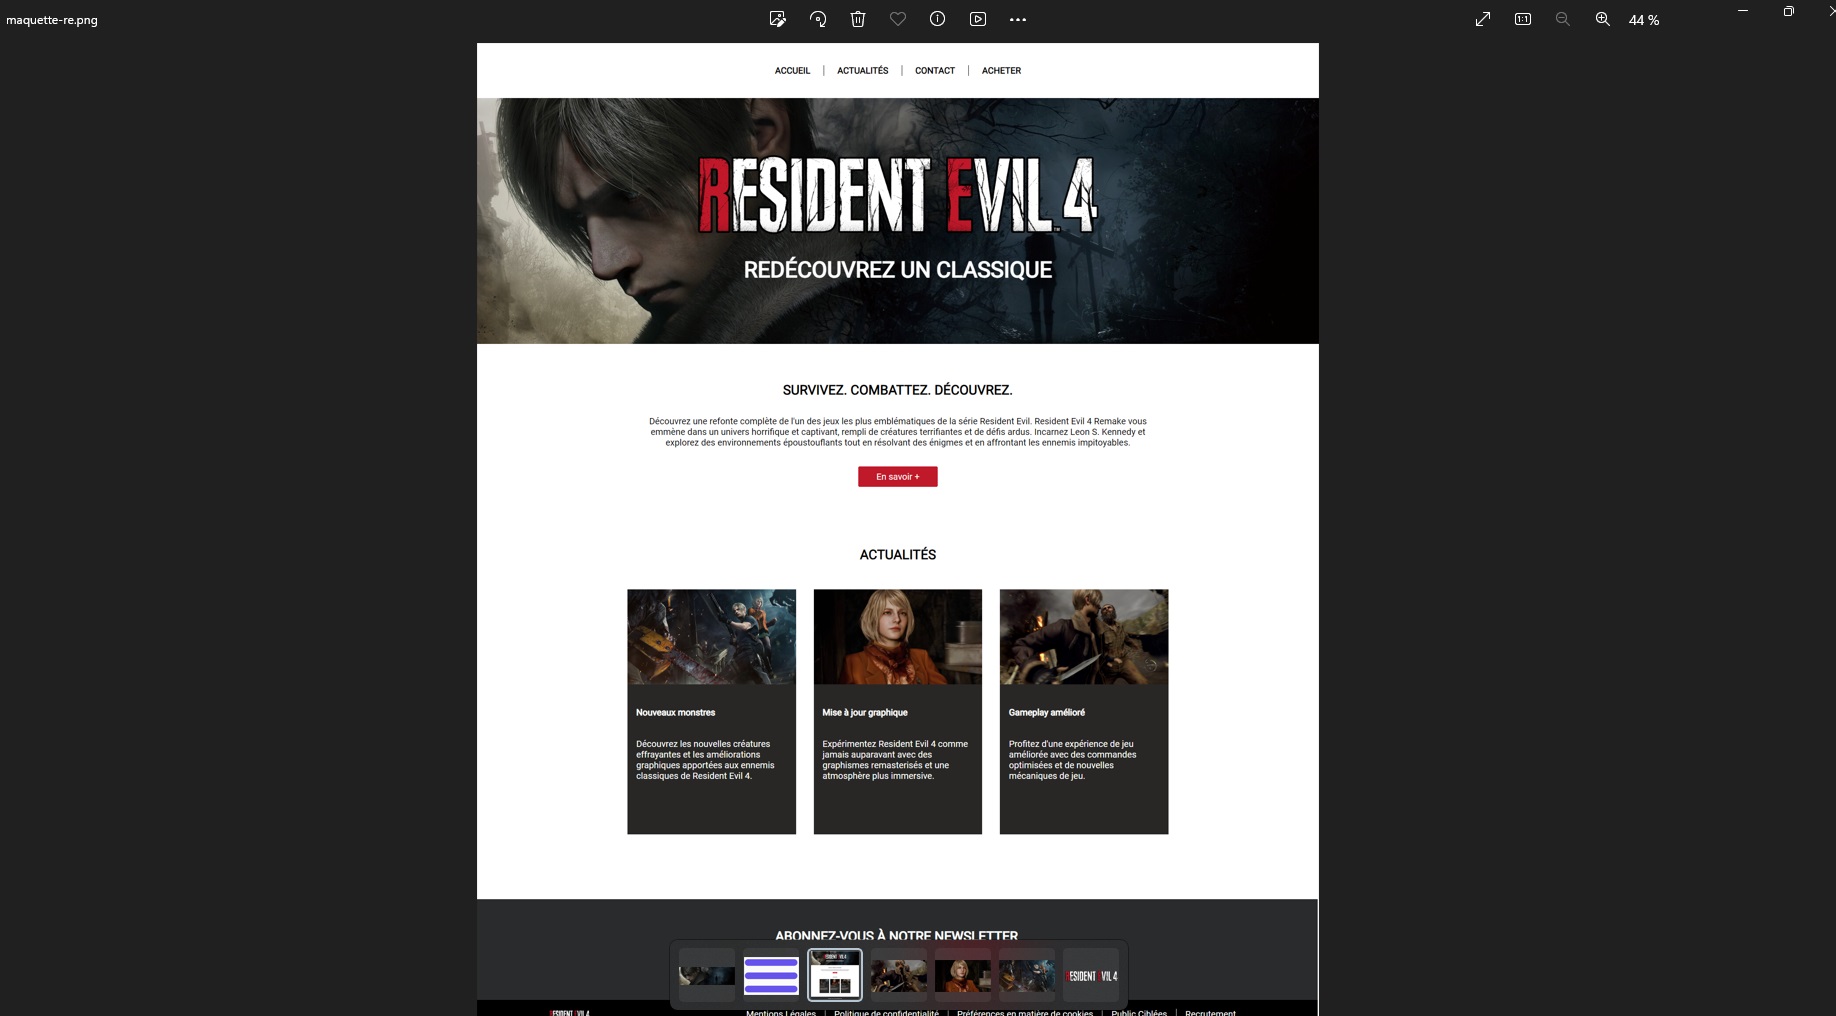 maquette-re.png
44 %
ACCUEIL | ACTUALITÉS | CONTACT | ACHETER
RESIDENT EVIL 4
REDÉCOUVREZ UN CLASSIQUE
SURVIVEZ. COMBATTEZ. DÉCOUVREZ.
Découvrez une refonte complète de l'un des jeux les plus emblématiques de la série Resident Evil. Resident Evil 4 Remake vous
emmène dans un univers horrifique et captivant, rempli de créatures terrifiantes et de défis ardus. Incarnez Leon S. Kennedy et
explorez des environnements époustouflants tout en résolvant des énigmes et en affrontant les ennemis impitoyables.
En savoir +
ACTUALITÉS
Nouveaux monstres
Découvrez les nouvelles créatures
effrayantes et les améliorations
graphiques apportées aux ennemis
classiques de Resident Evil 4.
Mise à jour graphique
Expérimentez Resident Evil 4 comme
jamais auparavant avec des
graphismes remasterisés et une
atmosphère plus immersive.
Gameplay amélioré
Profitez d'une expérience de jeu
améliorée avec des commandes
optimisées et de nouvelles
mécaniques de jeu.
ABONNEZ-VOUS À NOTRE NEWSLETTER
RESIDENT EVIL 4
RESIDENT EVIL 4
Mentions Légales | Politique de confidentialité | Préférences en matière de cookies | Public Ciblées | Recrutement